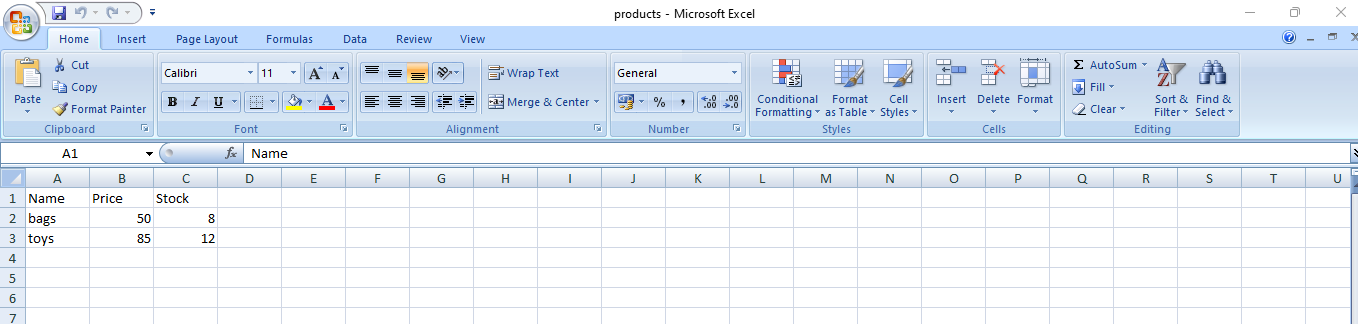 products - Microsoft Excel
Home Insert Page Layout Formulas Data Review View
Cut
Copy
Format Painter
Paste
Clipboard
Calibri 11
B I U
Font
Wrap Text
Merge & Center
Alignment
General
% ,
Number
Conditional Formatting
Format as Table
Cell Styles
Styles
Insert Delete Format
Cells
Σ AutoSum
Fill
Clear
Sort & Filter
Find & Select
Editing
A1 fx Name
A B C D E F G H I J K L M N O P Q R S T U
1 Name Price Stock
2 bags 50 8
3 toys 85 12
4
5
6
7